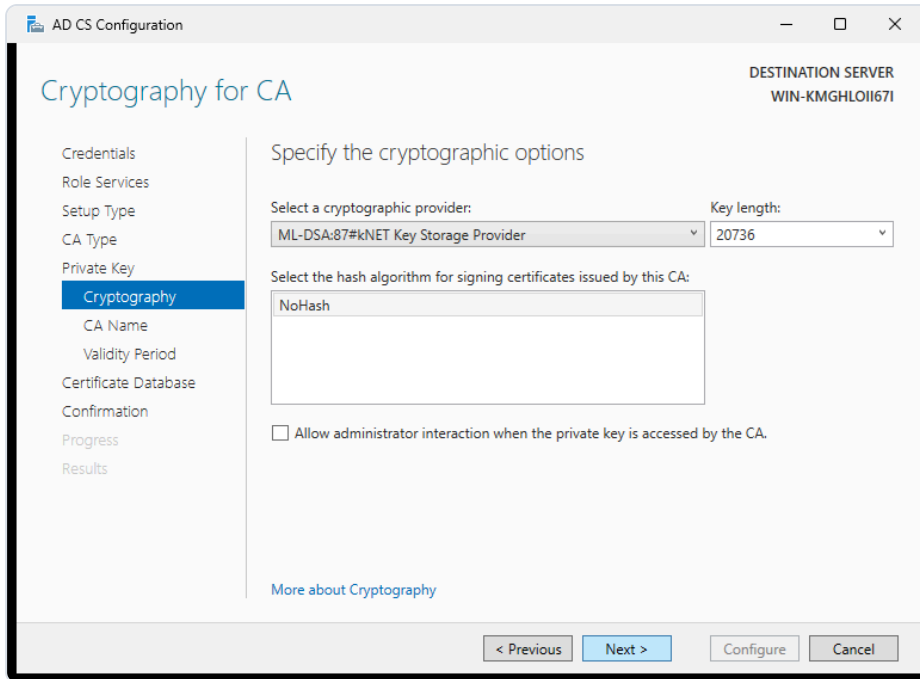 AD CS Configuration
Cryptography for CA
DESTINATION SERVER
WIN-KMGHLOII67I
Credentials
Role Services
Setup Type
CA Type
Private Key
Cryptography
CA Name
Validity Period
Certificate Database
Confirmation
Progress
Results
Specify the cryptographic options
Select a cryptographic provider:
Key length:
ML-DSA:87#kNET Key Storage Provider
20736
Select the hash algorithm for signing certificates issued by this CA:
NoHash
Allow administrator interaction when the private key is accessed by the CA.
More about Cryptography
< Previous
Next >
Configure
Cancel